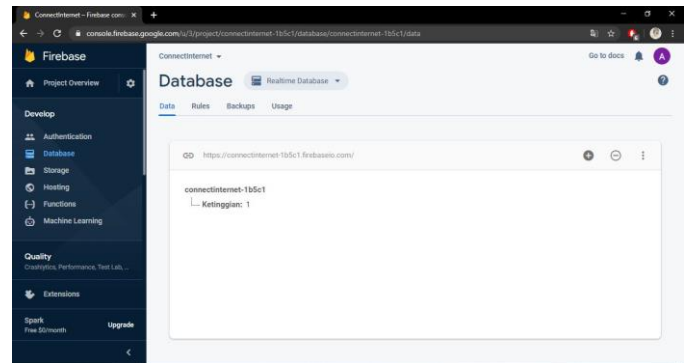 ConnectInternet – Firebase cons
console.firebase.google.com/u/3/project/connectinternet-1b5c1/database/connectinternet-1b5c1/data
Firebase
ConnectInternet
Go to docs
A
Project Overview
Database
Realtime Database
Data Rules Backups Usage
Develop
Authentication
Database
Storage
Hosting
Functions
Machine Learning
https://connectinternet-1b5c1.firebaseio.com/
connectinternet-1b5c1
Ketinggian: 1
Quality
Crashlytics, Performance, Test Lab, ...
Extensions
Spark
Free $0/month
Upgrade